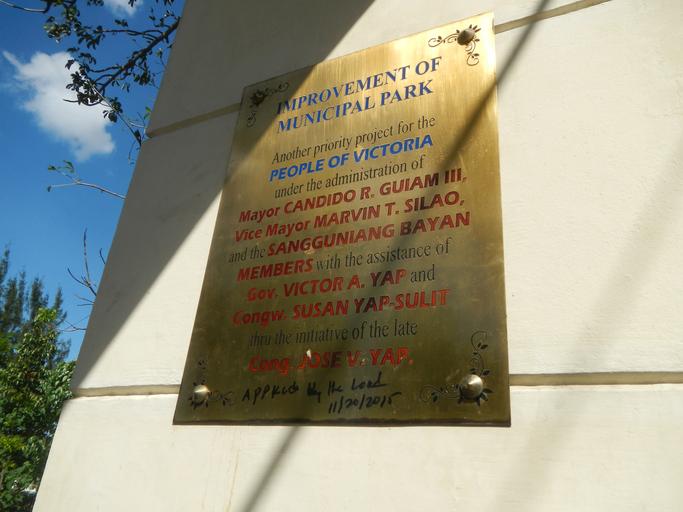 IMPROVEMENT OF
MUNICIPAL PARK
Another priority project for the
PEOPLE OF VICTORIA
under the administration of
Mayor CANDIDO R. GUIAM III,
Vice Mayor MARVIN T. SILAO,
and the SANGGUNIANG BAYAN
MEMBERS with the assistance of
Gov. VICTOR A. YAP and
Congw. SUSAN YAP-SULIT
thru the initiative of the late
Cong. JOSE V. YAP.
by the Lord
11/20/2015